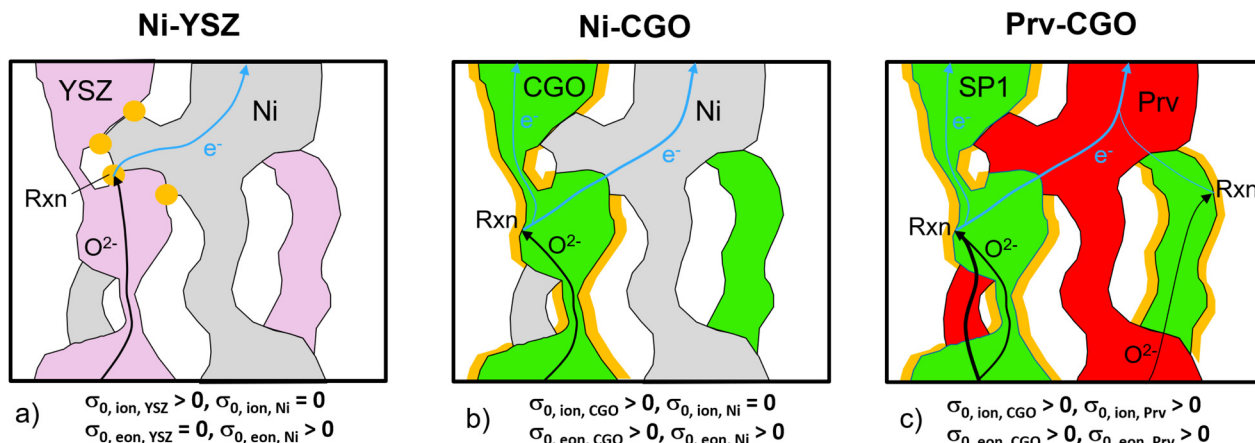 Ni-YSZ
Ni-CGO
Prv-CGO
YSZ
Ni
e-
Rxn
O2-
a)
σ0, ion, YSZ > 0, σ0, ion, Ni = 0
σ0, eon, YSZ = 0, σ0, eon, Ni > 0
CGO
Ni
e-
e-
Rxn
O2-
b)
σ0, ion, CGO > 0, σ0, ion, Ni = 0
σ0, eon, CGO > 0, σ0, eon, Ni > 0
SP1
Prv
e-
e-
Rxn
Rxn
O2-
O2-
c)
σ0, ion, CGO > 0, σ0, ion, Prv > 0
σ0, eon, CGO > 0, σ0, eon, Prv > 0